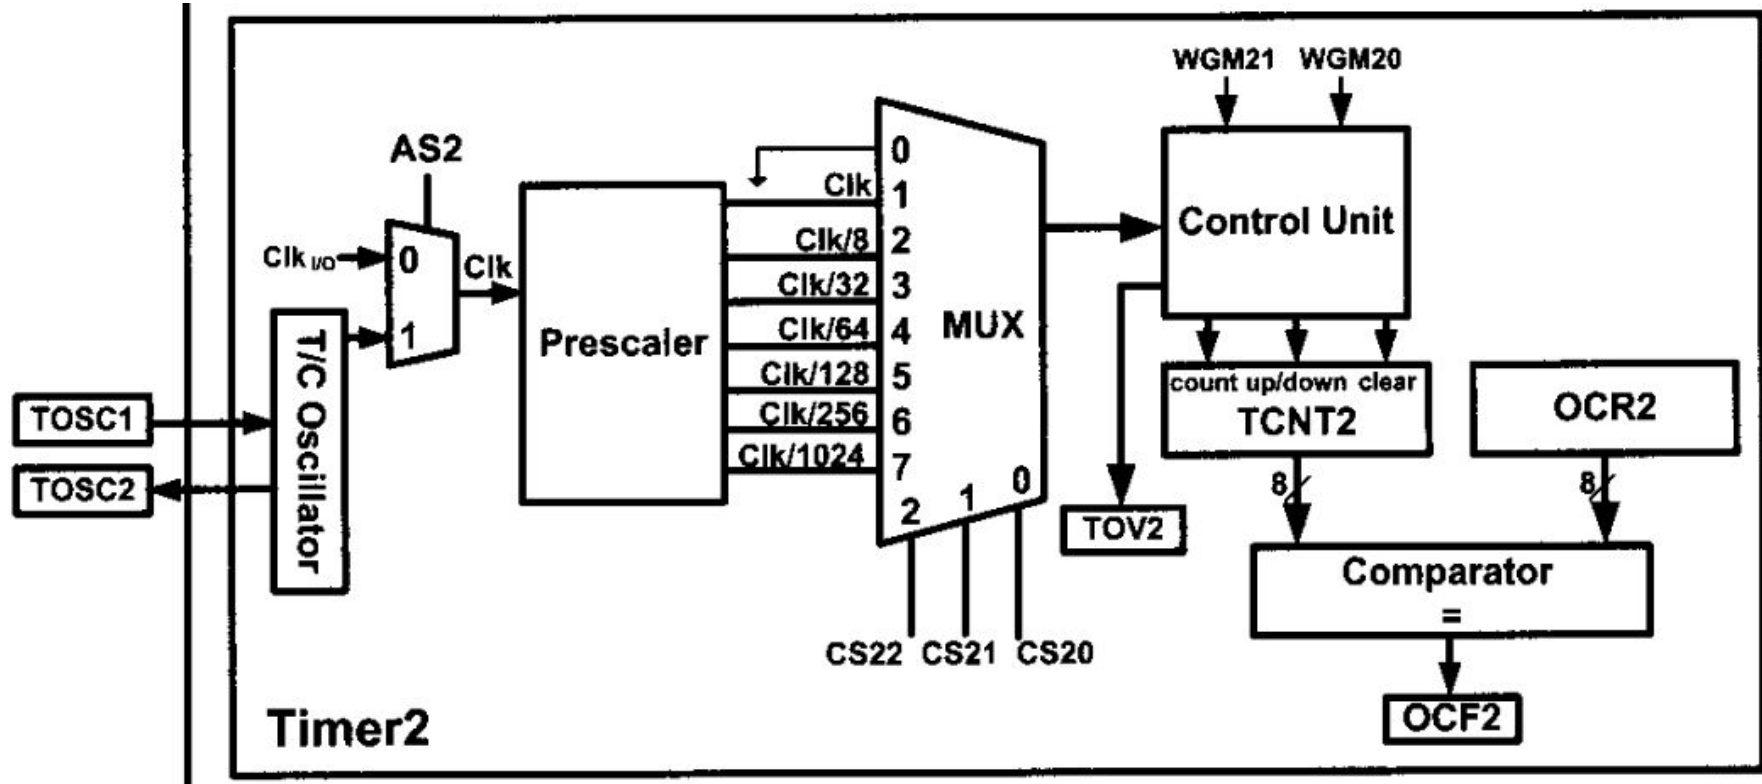 WGM21 WGM20
AS2
0
Clk 1
Clk/8 2
Clk/32 3
Clk/64 4
Clk/128 5
Clk/256 6
Clk/1024 7
MUX
2 1 0
CS22 CS21 CS20
Clk I/O
0
1
Clk
Prescaler
T/C Oscillator
TOSC1
TOSC2
Control Unit
count up/down clear
TCNT2
OCR2
8
8
TOV2
Comparator
=
OCF2
Timer2